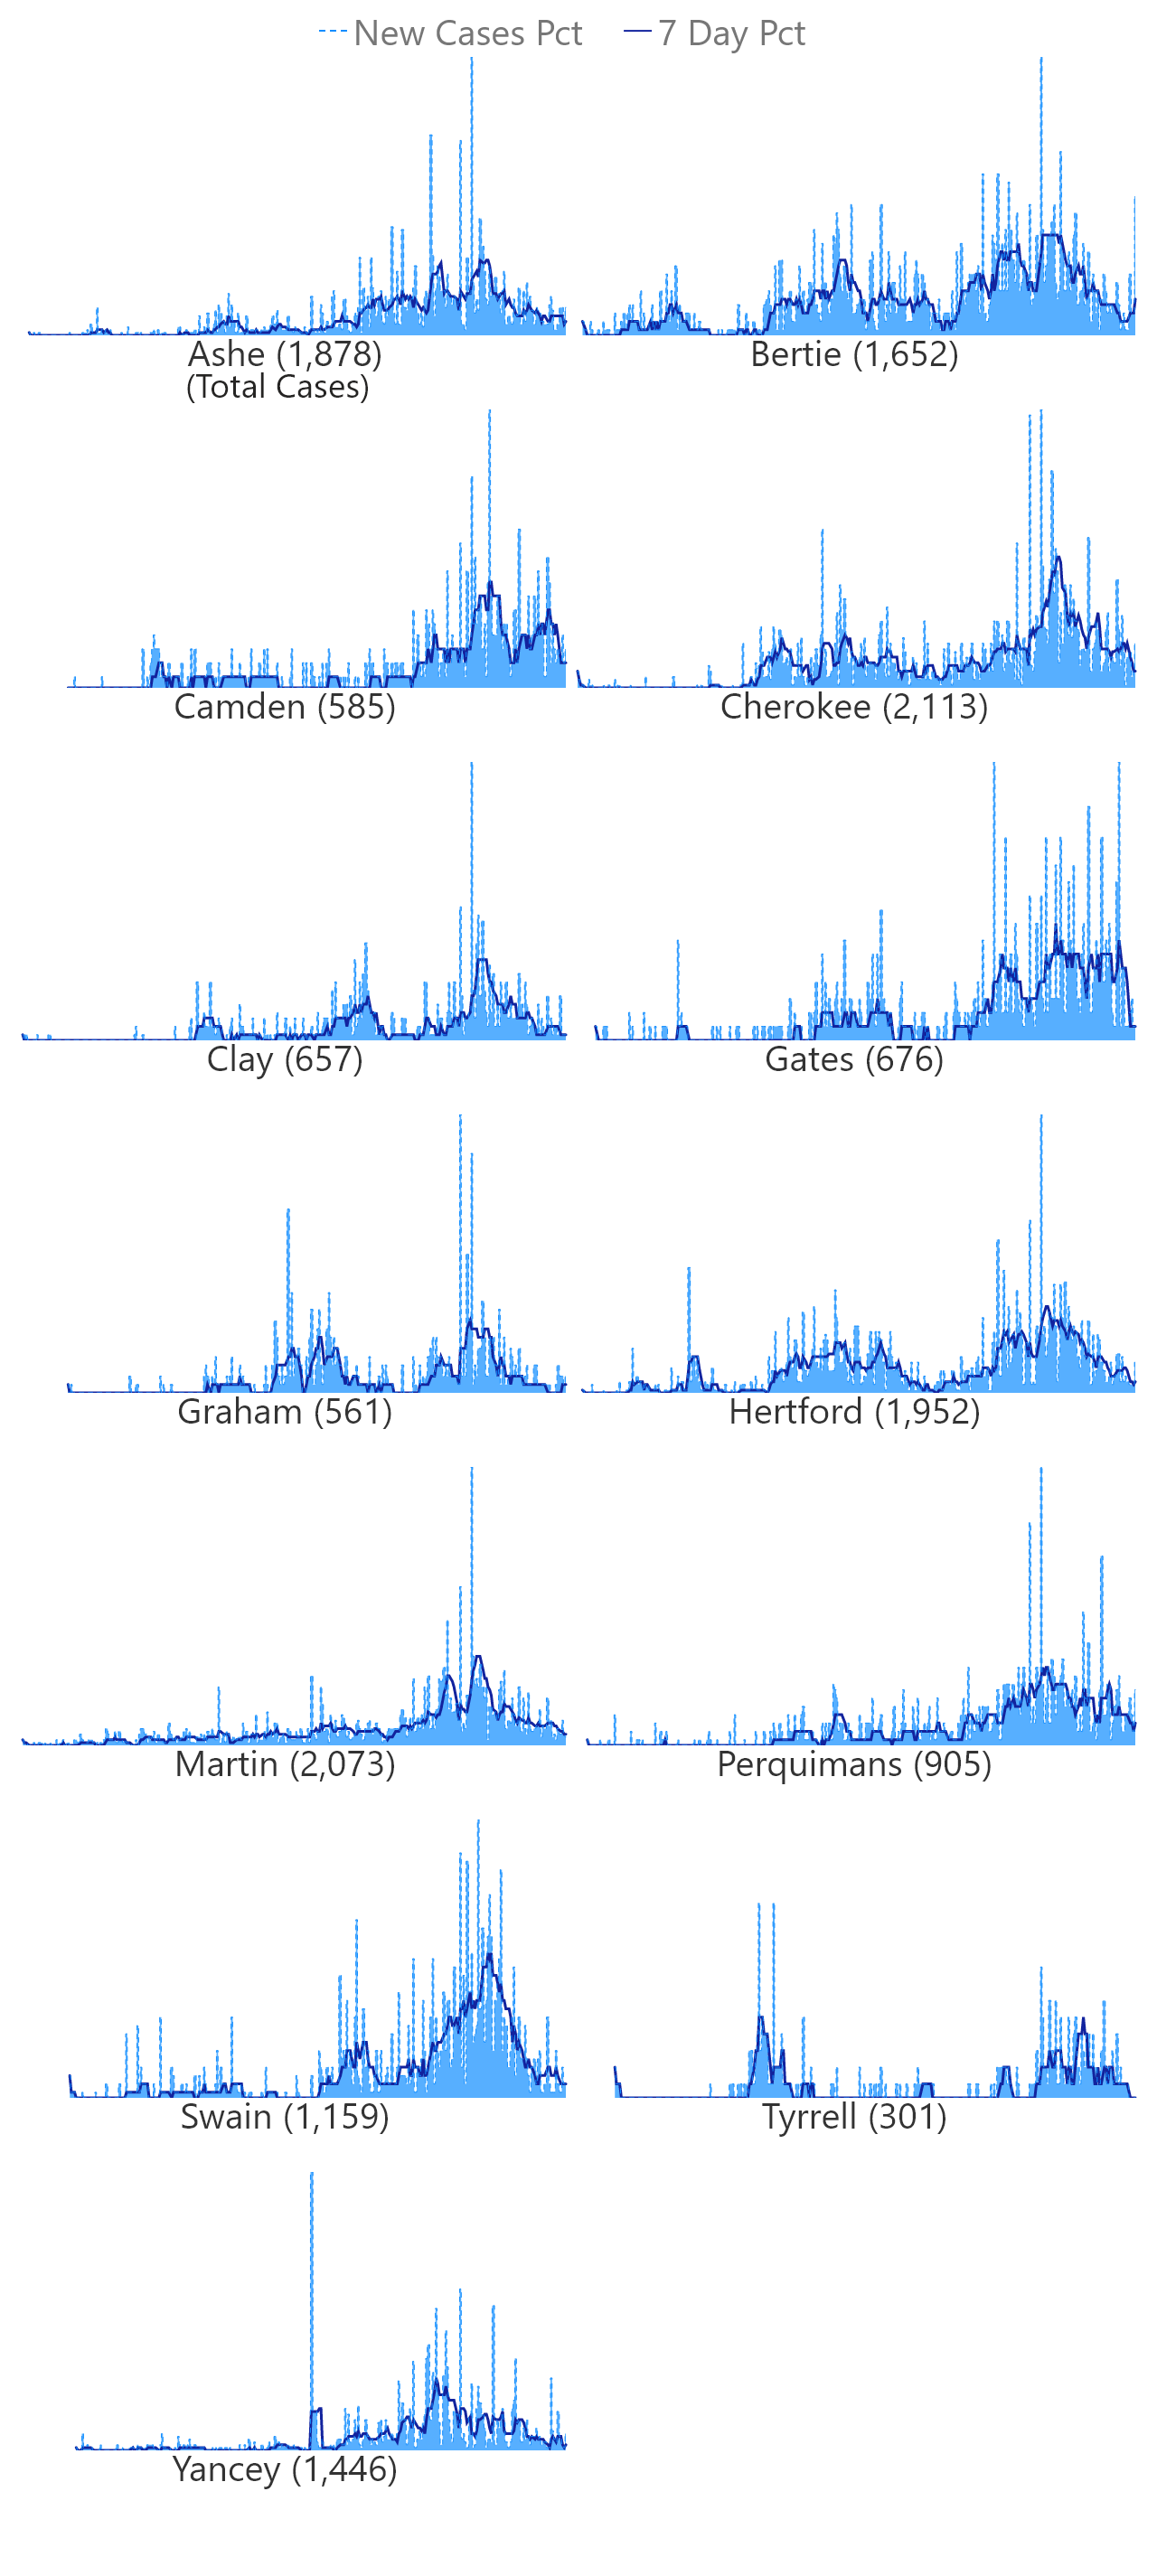 New Cases Pct 7 Day Pct
Ashe (1,878) Bertie (1,652)
(Total Cases)
Camden (585) Cherokee (2,113)
Clay (657) Gates (676)
Graham (561) Hertford (1,952)
Martin (2,073) Perquimans (905)
Swain (1,159) Tyrrell (301)
Yancey (1,446)